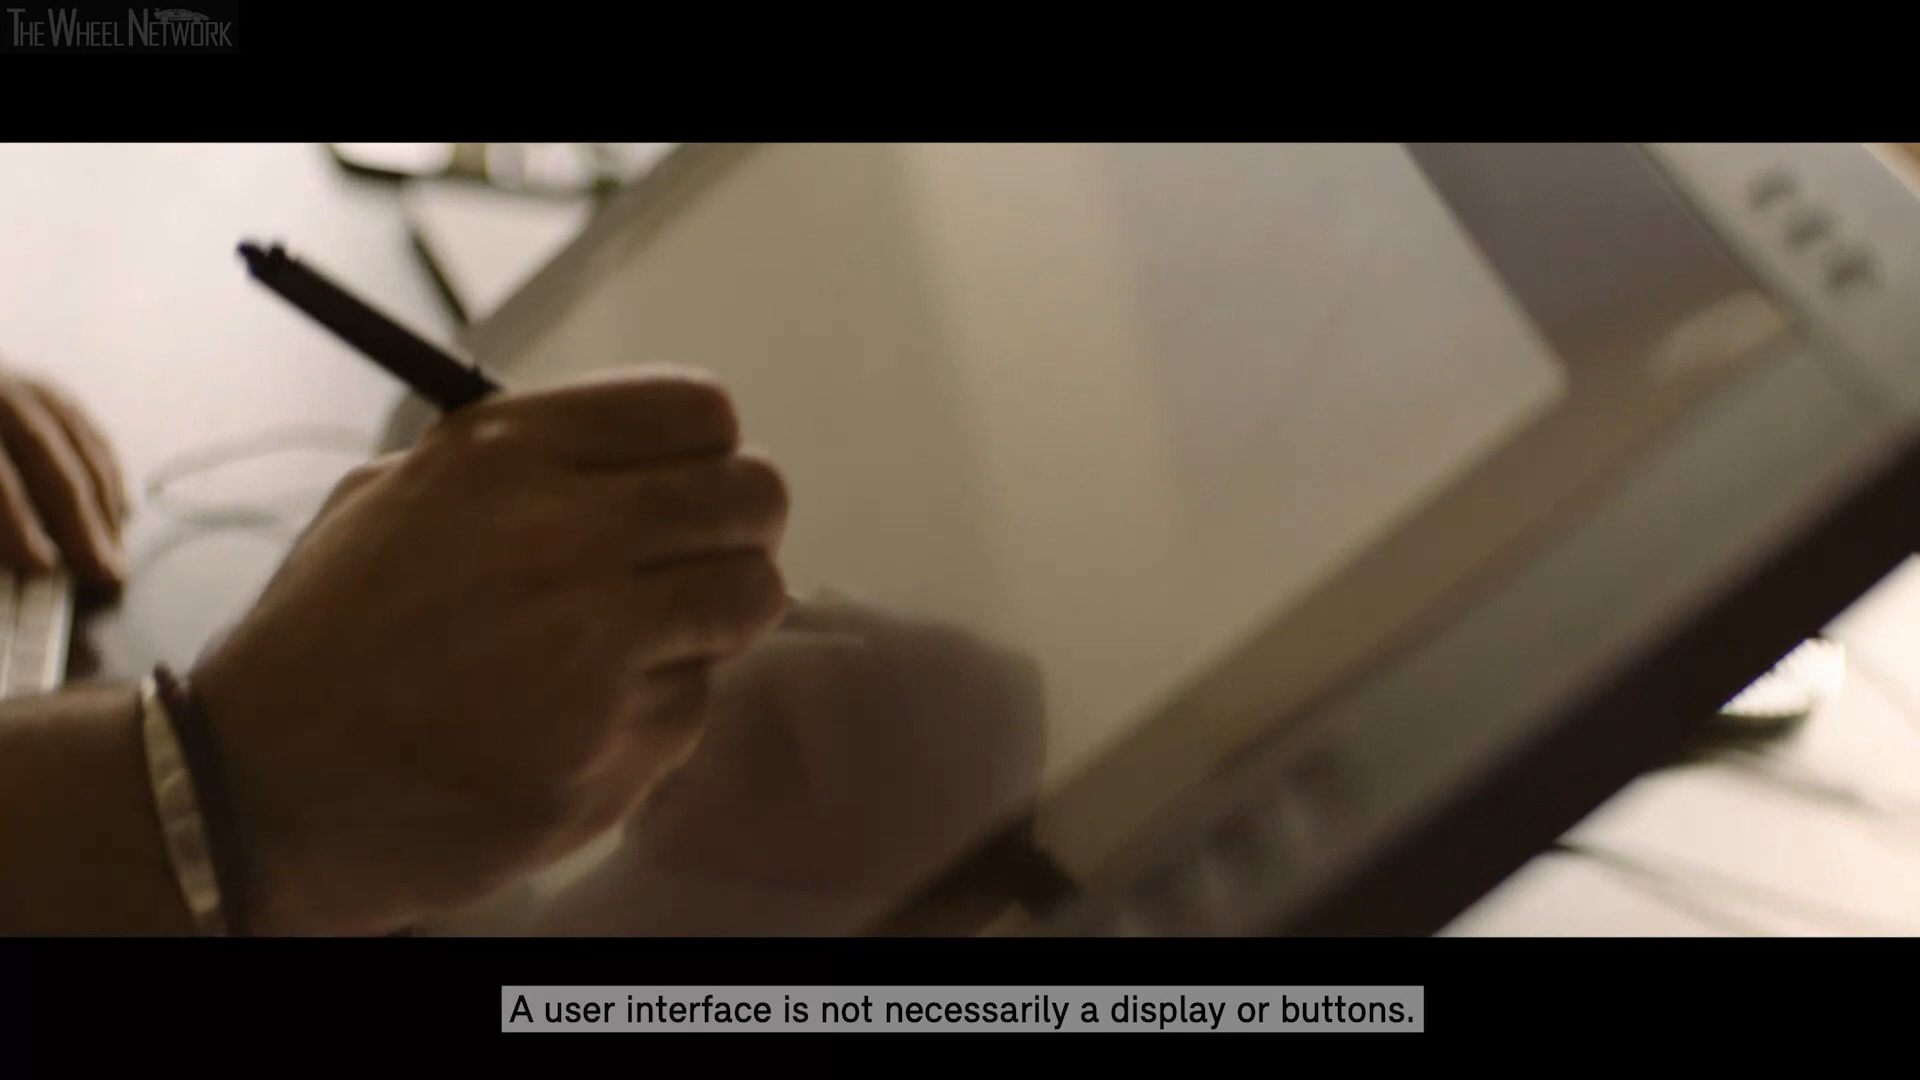 THE WHEEL NETWORK
A user interface is not necessarily a display or buttons.